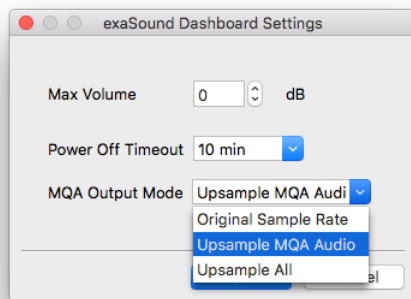 exaSound Dashboard Settings
Max Volume 0 dB
Power Off Timeout 10 min
MQA Output Mode Upsample MQA Audi
Original Sample Rate
Upsample MQA Audio
Upsample All